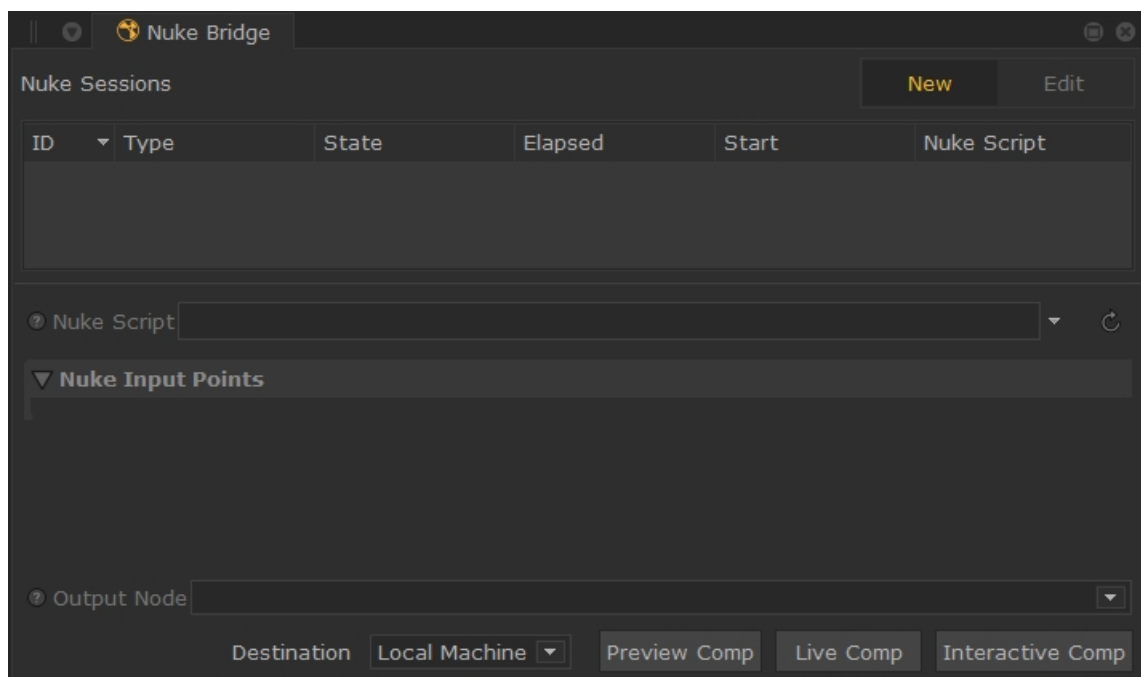 Nuke Bridge
Nuke Sessions New Edit
ID Type State Elapsed Start Nuke Script
? Nuke Script
Nuke Input Points
? Output Node
Destination Local Machine Preview Comp Live Comp Interactive Comp